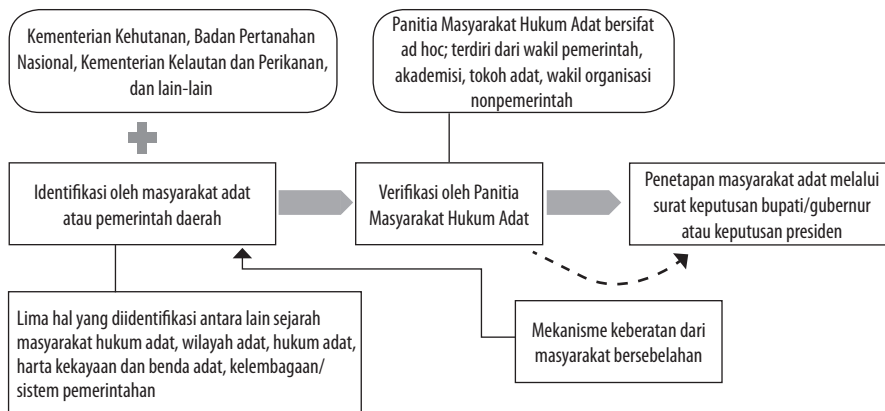 Kementerian Kehutanan, Badan Pertanahan
Nasional, Kementerian Kelautan dan Perikanan,
dan lain-lain
Panitia Masyarakat Hukum Adat bersifat
ad hoc; terdiri dari wakil pemerintah,
akademisi, tokoh adat, wakil organisasi
nonpemerintah
Identifikasi oleh masyarakat adat
atau pemerintah daerah
Verifikasi oleh Panitia
Masyarakat Hukum Adat
Penetapan masyarakat adat melalui
surat keputusan bupati/gubernur
atau keputusan presiden
Lima hal yang diidentifikasi antara lain sejarah
masyarakat hukum adat, wilayah adat, hukum adat,
harta kekayaan dan benda adat, kelembagaan/
sistem pemerintahan
Mekanisme keberatan dari
masyarakat bersebelahan